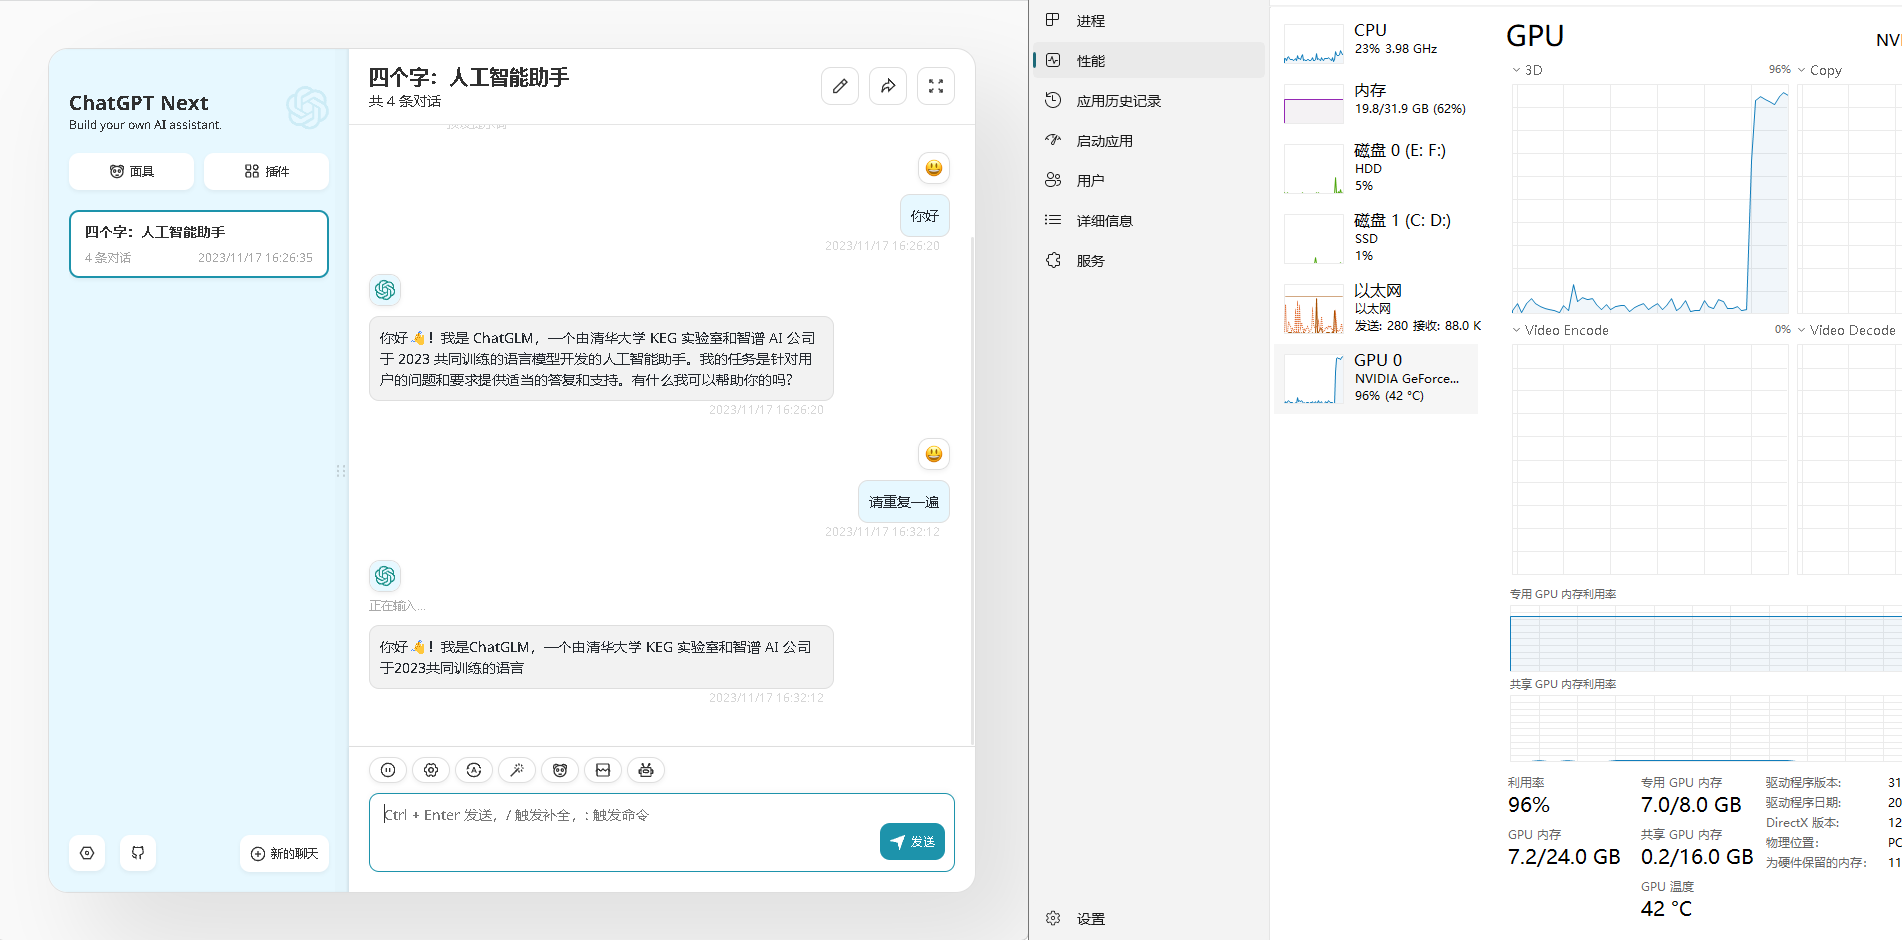 ChatGPT Next
Build your own AI assistant.
面具
插件
四个字：人工智能助手
4 条对话
2023/11/17 16:26:35
新的聊天
四个字：人工智能助手
共 4 条对话
你好
2023/11/17 16:26:20
你好👋！我是 ChatGLM，一个由清华大学 KEG 实验室和智谱 AI 公司
于 2023 共同训练的语言模型开发的人工智能助手。我的任务是针对用
户的问题和要求提供适当的答复和支持。有什么我可以帮助你的吗？
2023/11/17 16:26:20
请重复一遍
2023/11/17 16:32:12
正在输入...
你好👋！我是ChatGLM，一个由清华大学 KEG 实验室和智谱 AI 公司
于2023共同训练的语言
2023/11/17 16:32:12
Ctrl + Enter 发送，/ 触发补全，: 触发命令
发送
进程
性能
应用历史记录
启动应用
用户
详细信息
服务
设置
CPU
23% 3.98 GHz
内存
19.8/31.9 GB (62%)
磁盘 0 (E: F:)
HDD
5%
磁盘 1 (C: D:)
SSD
1%
以太网
以太网
发送: 280 接收: 88.0 K
GPU 0
NVIDIA GeForce...
96% (42 °C)
GPU
NVI
3D
96%
Copy
Video Encode
0%
Video Decode
专用 GPU 内存利用率
共享 GPU 内存利用率
利用率
96%
GPU 内存
7.2/24.0 GB
专用 GPU 内存
7.0/8.0 GB
共享 GPU 内存
0.2/16.0 GB
GPU 温度
42 °C
驱动程序版本: 31
驱动程序日期: 20
DirectX 版本: 12
物理位置: PC
为硬件保留的内存: 11